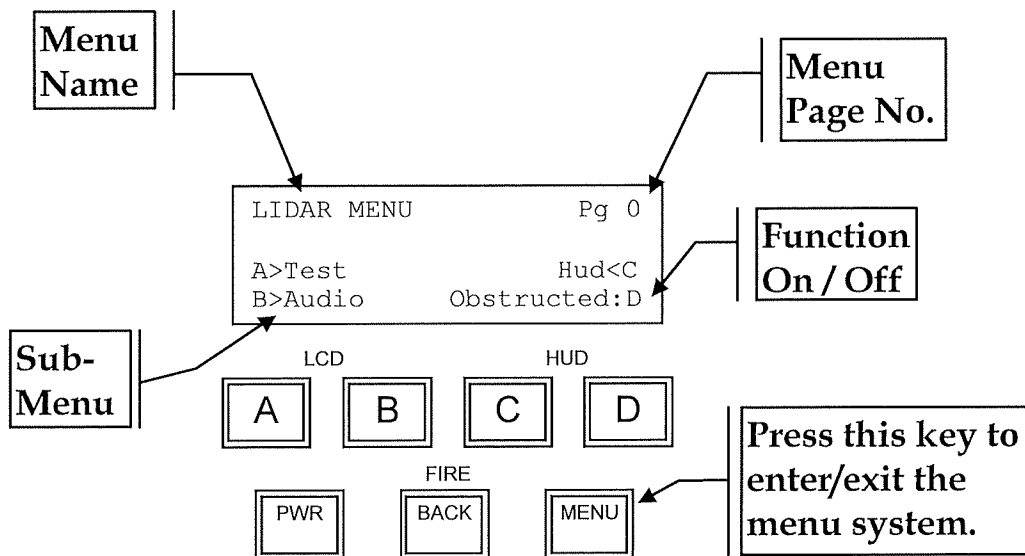 Menu
Name
Menu
Page No.
LIDAR MENU Pg 0
A>Test Hud<C
B>Audio Obstructed:D
Function
On / Off
Sub-
Menu
LCD HUD
A B C D
FIRE
PWR BACK MENU
Press this key to
enter/exit the
menu system.